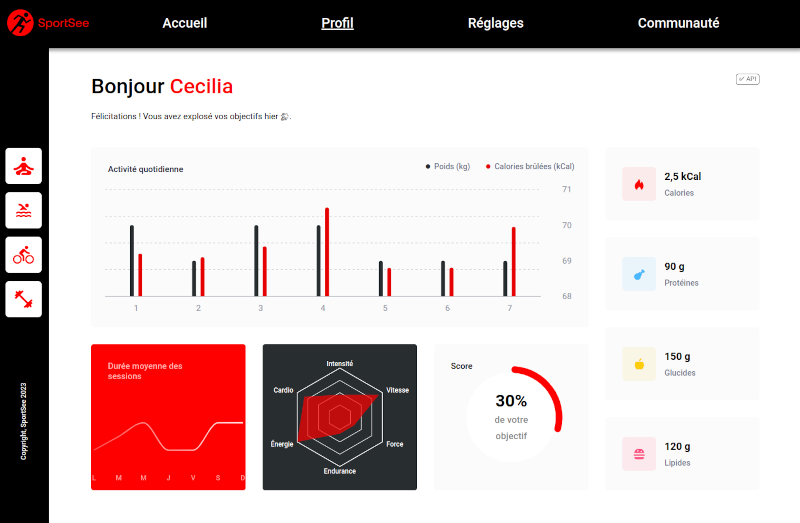 SportSee
Accueil
Profil
Réglages
Communauté
Bonjour Cecilia
API
Félicitations ! Vous avez explosé vos objectifs hier 🎉.
Activité quotidienne
Poids (kg)
Calories brûlées (kCal)
71
70
69
68
1 2 3 4 5 6 7
2,5 kCal
Calories
90 g
Protéines
150 g
Glucides
120 g
Lipides
Durée moyenne des
sessions
L M M J V S D
Intensité
Vitesse
Force
Endurance
Énergie
Cardio
Score
30%
de votre
objectif
Copyright, SportSee 2023